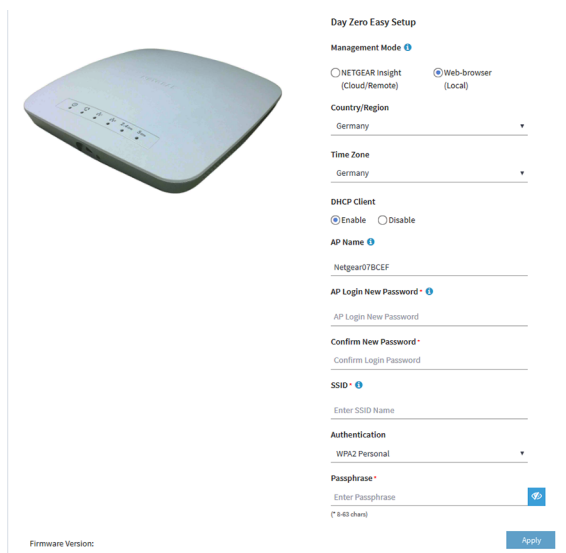 Day Zero Easy Setup
Management Mode
NETGEAR Insight
(Cloud/Remote)
Web-browser
(Local)
Country/Region
Germany
Time Zone
Germany
DHCP Client
Enable
Disable
AP Name
Netgear07BCEF
AP Login New Password *
AP Login New Password
Confirm New Password *
Confirm Login Password
SSID *
Enter SSID Name
Authentication
WPA2 Personal
Passphrase *
Enter Passphrase
(* 8-63 chars)
Apply
Firmware Version: